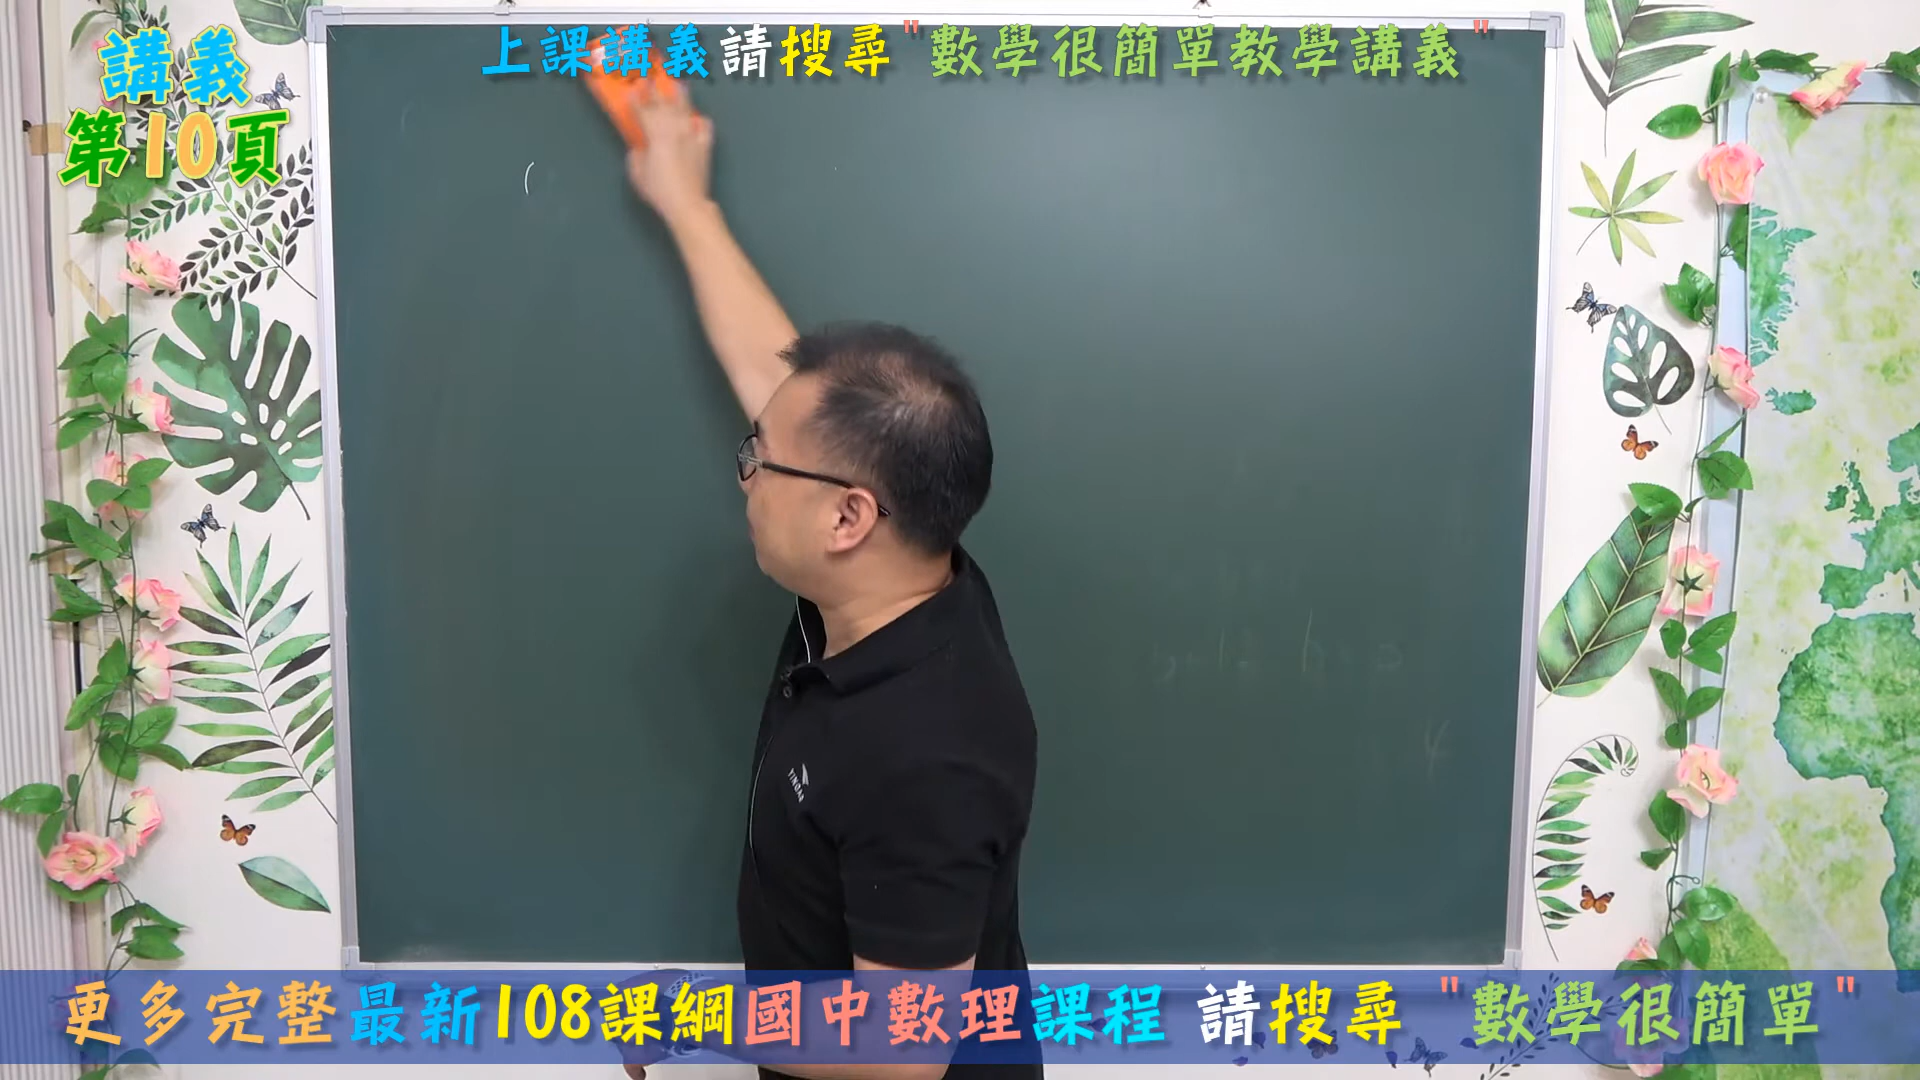 上課講義請搜尋"數學很簡單教學講義"
講義
第10頁
(
4
更多完整最新108課綱國中數理課程 請搜尋 "數學很簡單"